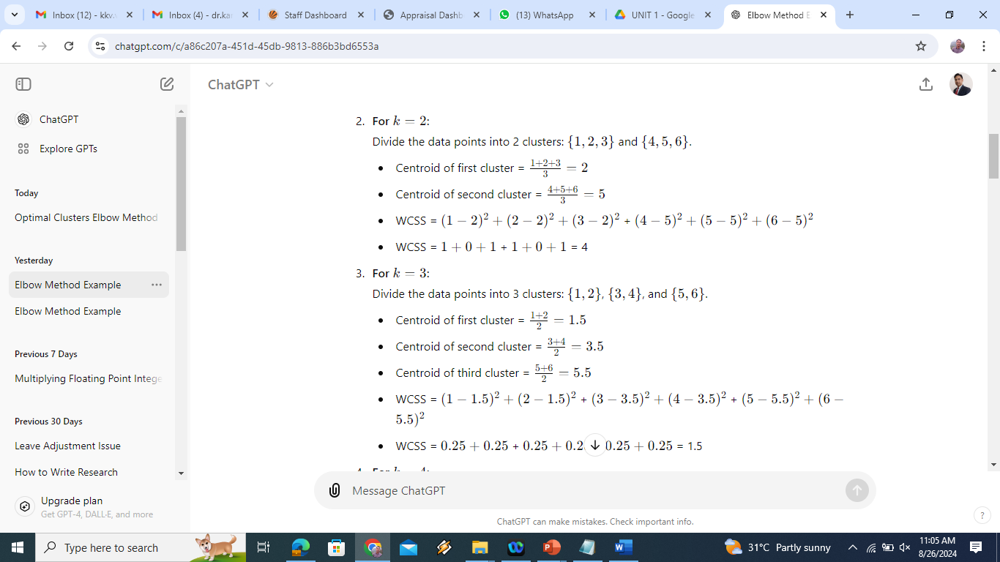 Inbox (12) - kkv
Inbox (4) - dr.ka
Staff Dashboard
Appraisal Dashb
(13) WhatsApp
UNIT 1 - Google
Elbow Method E
chatgpt.com/c/a86c207a-451d-45db-9813-886b3bd6553a
ChatGPT
Explore GPTs
Today
Optimal Clusters Elbow Method
Yesterday
Elbow Method Example
Elbow Method Example
Previous 7 Days
Multiplying Floating Point Intege
Previous 30 Days
Leave Adjustment Issue
How to Write Research
Upgrade plan
Get GPT-4, DALL·E, and more
ChatGPT
2. For k = 2:
Divide the data points into 2 clusters: {1, 2, 3} and {4, 5, 6}.
• Centroid of first cluster = (1+2+3)/3 = 2
• Centroid of second cluster = (4+5+6)/3 = 5
• WCSS = (1 − 2)² + (2 − 2)² + (3 − 2)² + (4 − 5)² + (5 − 5)² + (6 − 5)²
• WCSS = 1 + 0 + 1 + 1 + 0 + 1 = 4
3. For k = 3:
Divide the data points into 3 clusters: {1, 2}, {3, 4}, and {5, 6}.
• Centroid of first cluster = (1+2)/2 = 1.5
• Centroid of second cluster = (3+4)/2 = 3.5
• Centroid of third cluster = (5+6)/2 = 5.5
• WCSS = (1 − 1.5)² + (2 − 1.5)² + (3 − 3.5)² + (4 − 3.5)² + (5 − 5.5)² + (6 −
5.5)²
• WCSS = 0.25 + 0.25 + 0.25 + 0.2 0.25 + 0.25 = 1.5
Message ChatGPT
ChatGPT can make mistakes. Check important info.
?
Type here to search
31°C Partly sunny
11:05 AM
8/26/2024